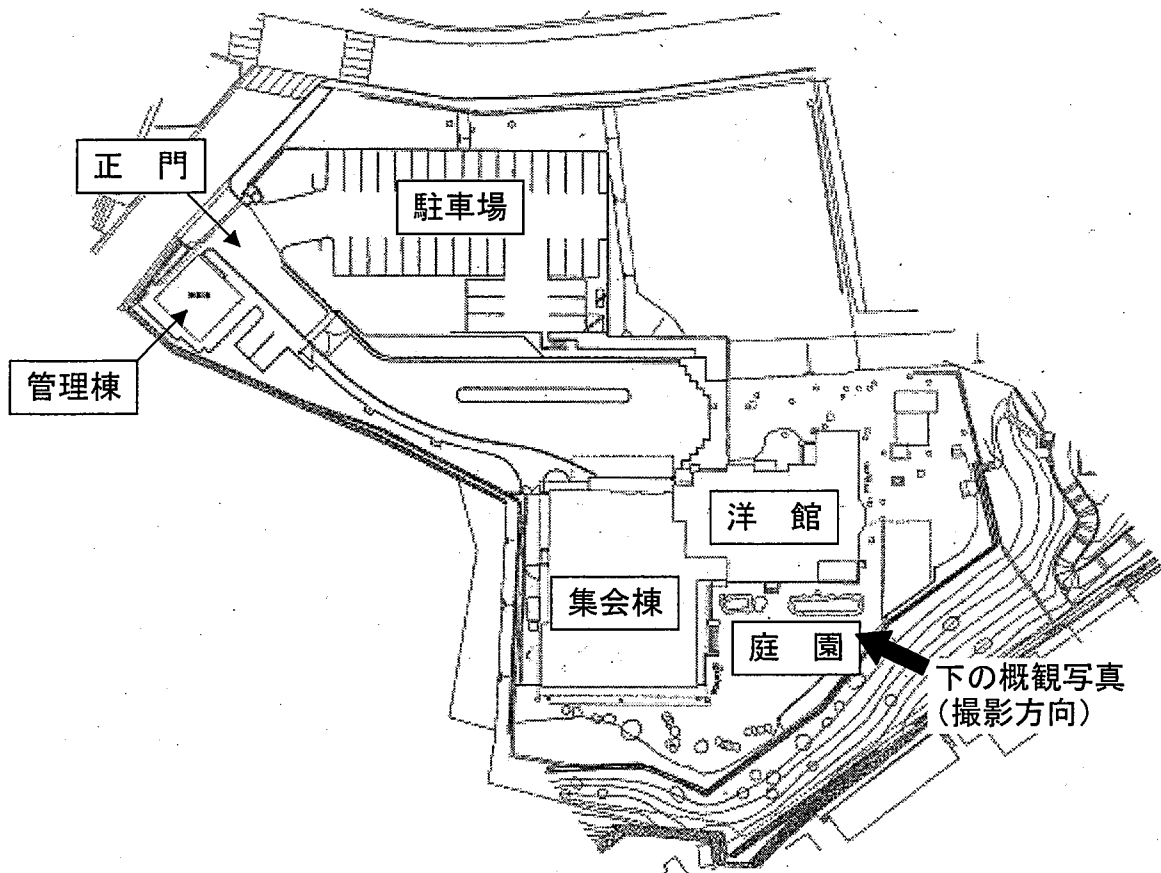 正　門
駐車場
管理棟
洋　館
集会棟
庭　園
下の概観写真
（撮影方向）